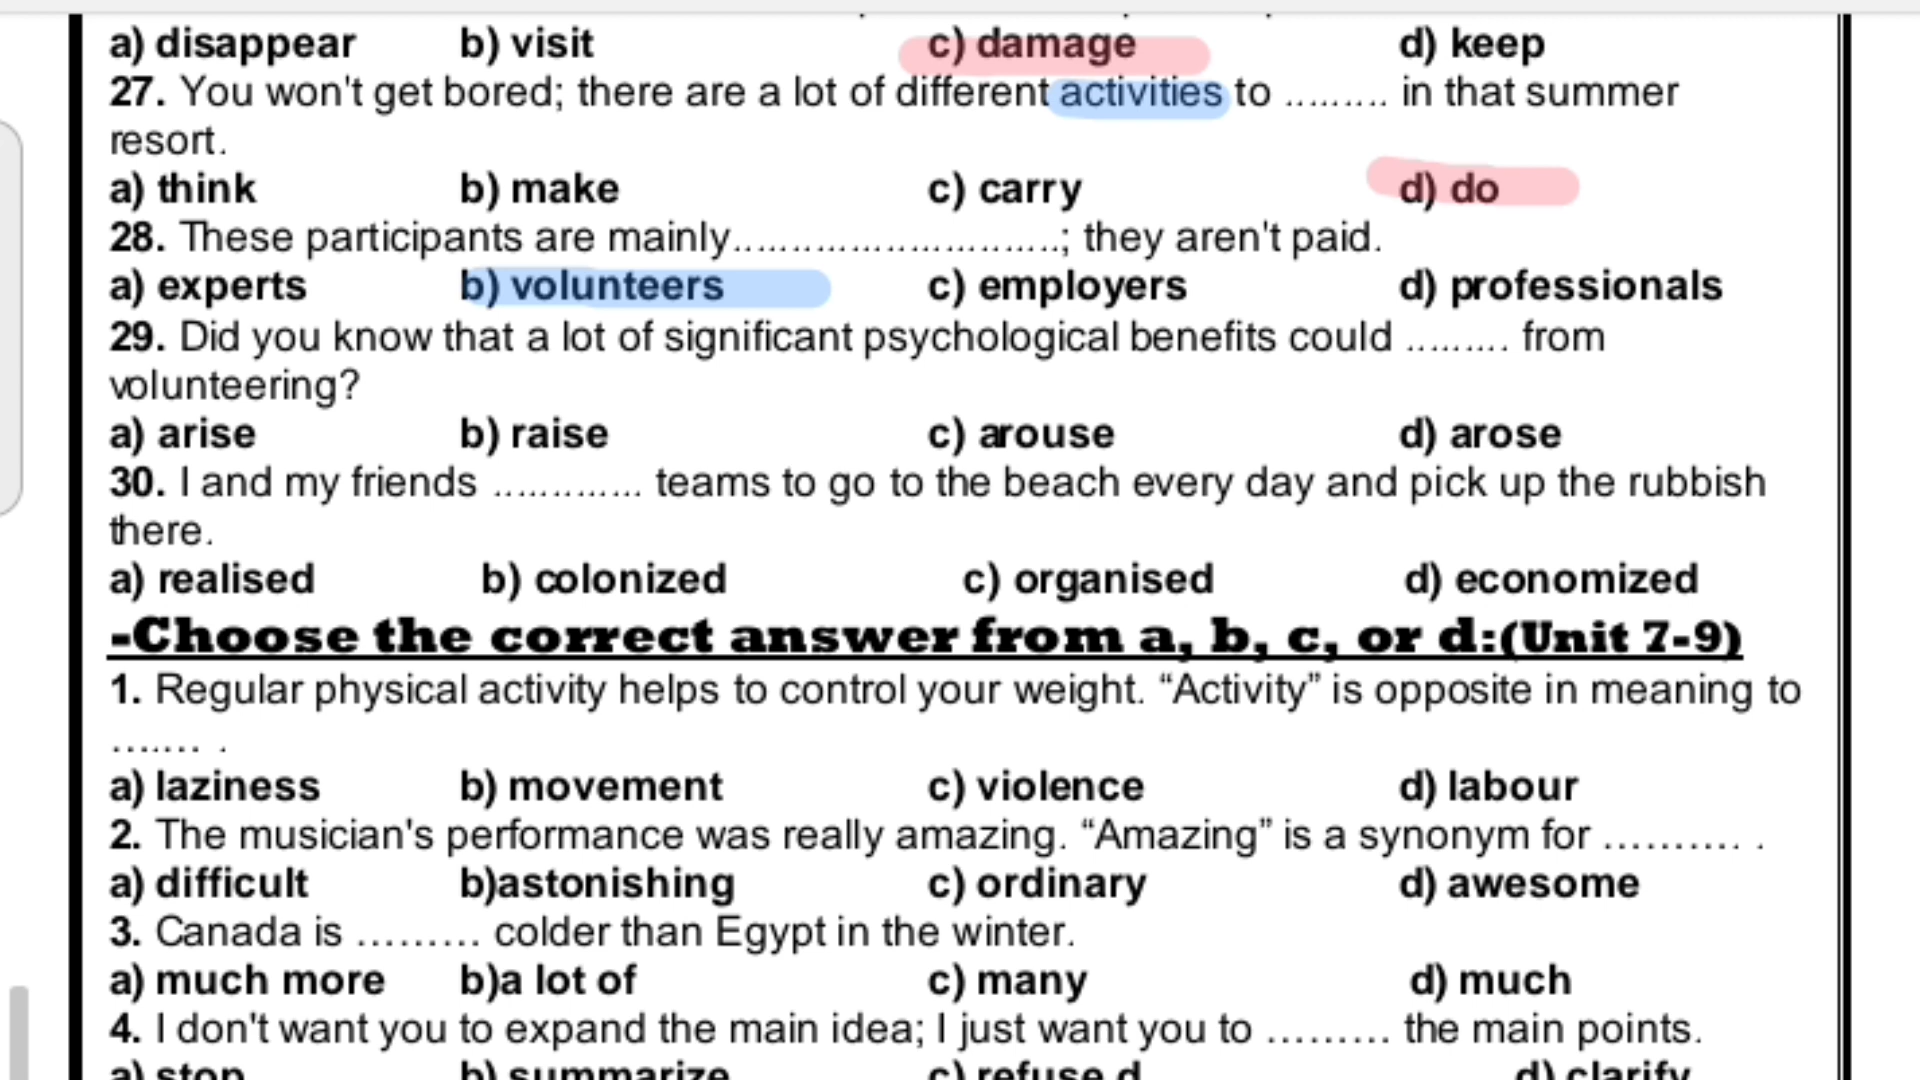 a) disappear b) visit c) damage d) keep
27. You won't get bored; there are a lot of different activities to ......... in that summer
resort.
a) think b) make c) carry d) do
28. These participants are mainly............................; they aren't paid.
a) experts b) volunteers c) employers d) professionals
29. Did you know that a lot of significant psychological benefits could ......... from
volunteering?
a) arise b) raise c) arouse d) arose
30. I and my friends ............. teams to go to the beach every day and pick up the rubbish
there.
a) realised b) colonized c) organised d) economized
-Choose the correct answer from a, b, c, or d:(Unit 7-9)
1. Regular physical activity helps to control your weight. “Activity” is opposite in meaning to
....... .
a) laziness b) movement c) violence d) labour
2. The musician's performance was really amazing. “Amazing” is a synonym for .......... .
a) difficult b)astonishing c) ordinary d) awesome
3. Canada is ......... colder than Egypt in the winter.
a) much more b)a lot of c) many d) much
4. I don't want you to expand the main idea; I just want you to ......... the main points.
a) stop b) summarize c) refuse d d) clarify